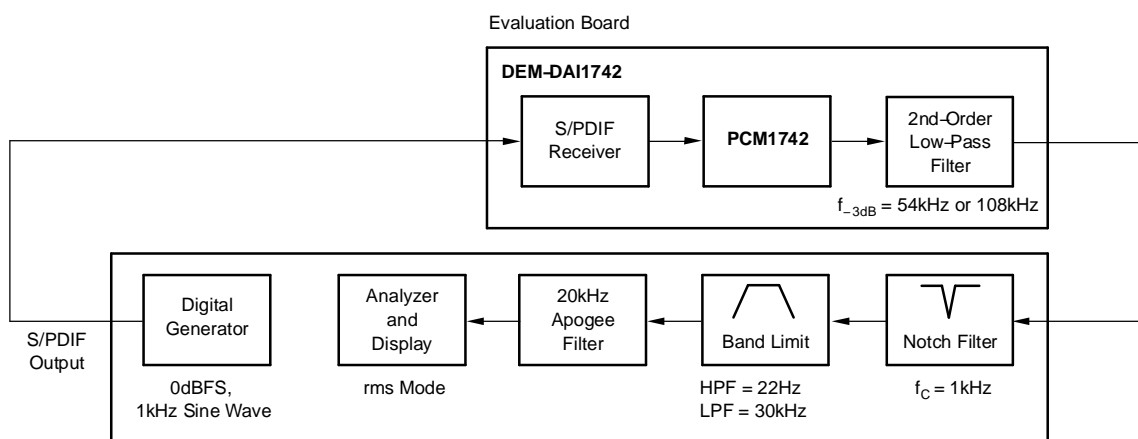 Evaluation Board
DEM–DAI1742
S/PDIF
Receiver
PCM1742
2nd–Order
Low–Pass
Filter
f–3dB = 54kHz or 108kHz
S/PDIF
Output
Digital
Generator
0dBFS,
1kHz Sine Wave
Analyzer
and
Display
rms Mode
20kHz
Apogee
Filter
Band Limit
HPF = 22Hz
LPF = 30kHz
Notch Filter
fC = 1kHz